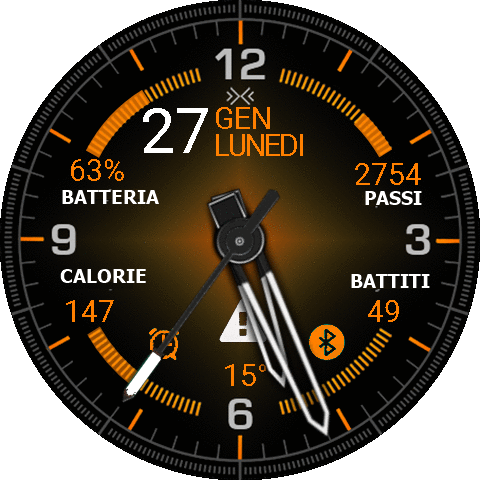 12
27 GEN
LUNEDI
63%
BATTERIA
2754
PASSI
9
3
CALORIE
147
BATTITI
49
15°
6